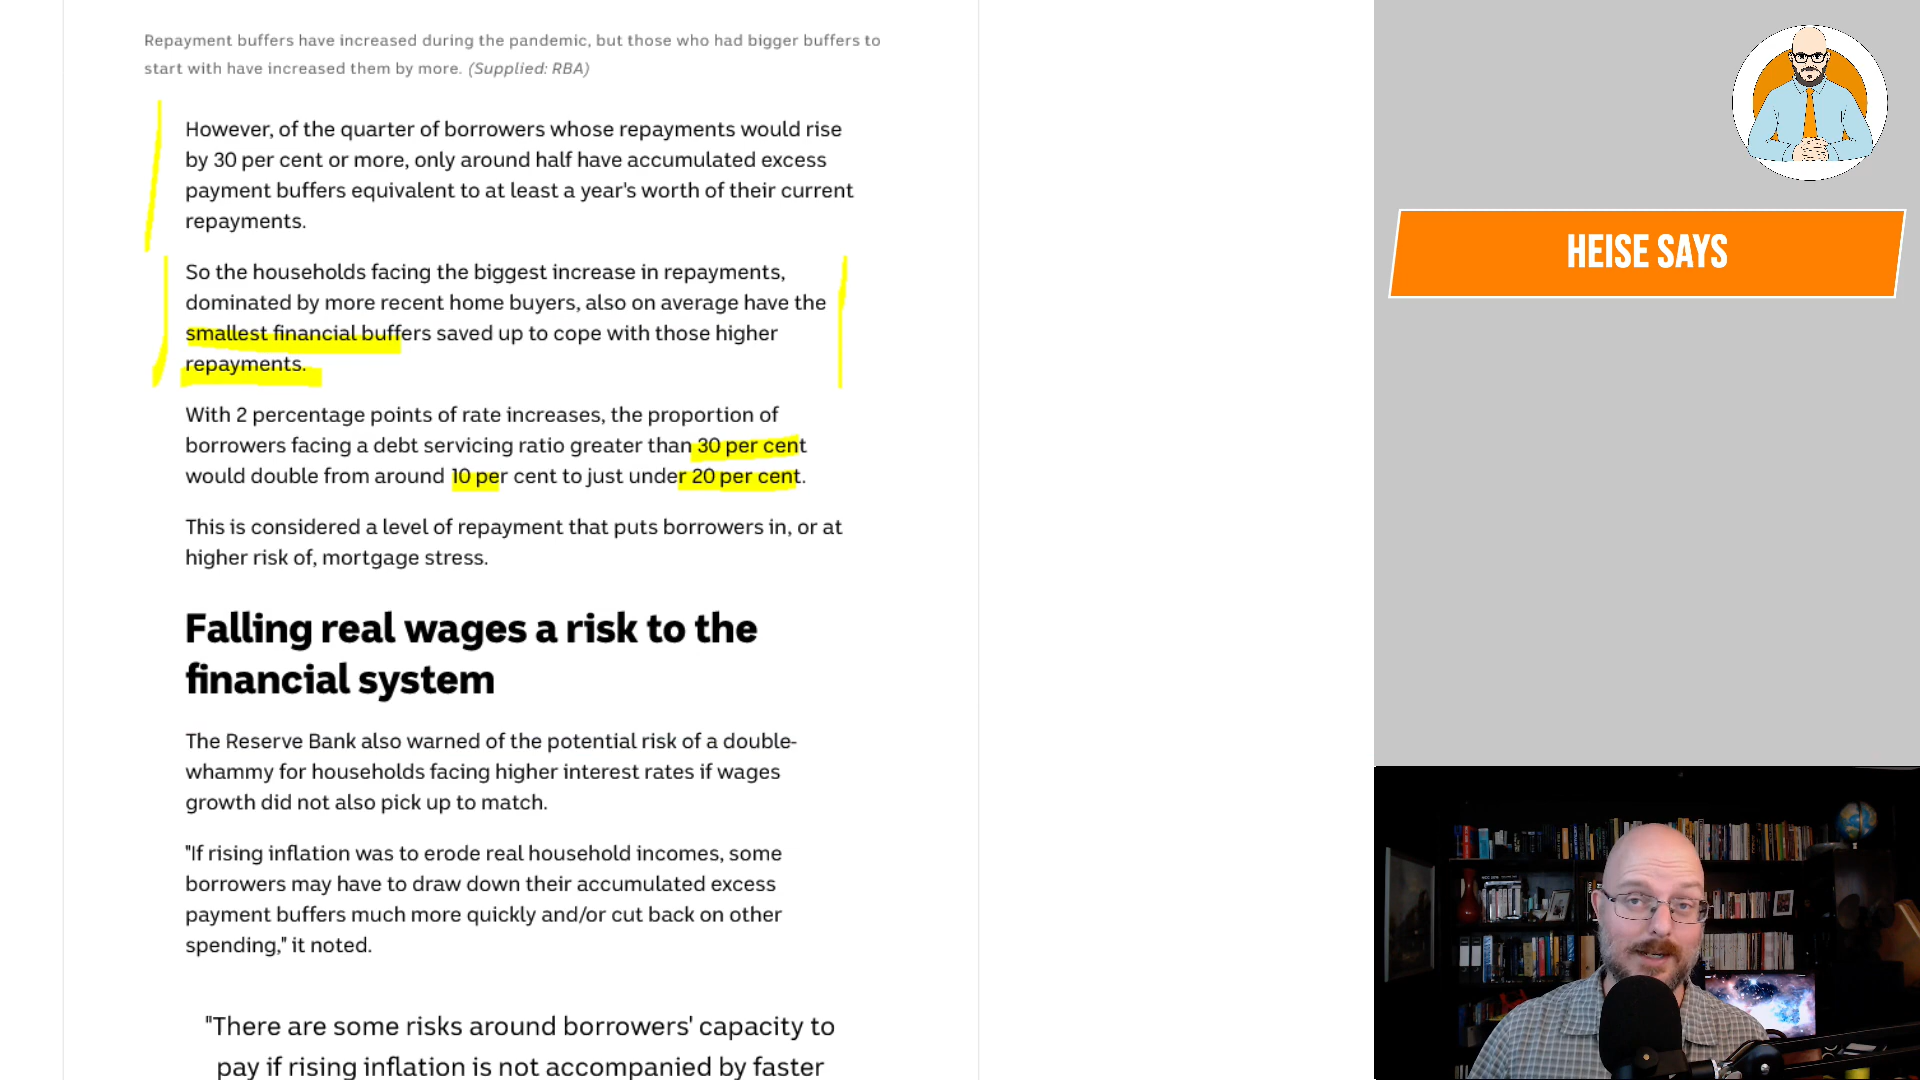 Repayment buffers have increased during the pandemic, but those who had bigger buffers to
start with have increased them by more. (Supplied: RBA)
However, of the quarter of borrowers whose repayments would rise
by 30 per cent or more, only around half have accumulated excess
payment buffers equivalent to at least a year's worth of their current
repayments.
So the households facing the biggest increase in repayments,
dominated by more recent home buyers, also on average have the
smallest financial buffers saved up to cope with those higher
repayments.
With 2 percentage points of rate increases, the proportion of
borrowers facing a debt servicing ratio greater than 30 per cent
would double from around 10 per cent to just under 20 per cent.
This is considered a level of repayment that puts borrowers in, or at
higher risk of, mortgage stress.
Falling real wages a risk to the
financial system
The Reserve Bank also warned of the potential risk of a double-
whammy for households facing higher interest rates if wages
growth did not also pick up to match.
"If rising inflation was to erode real household incomes, some
borrowers may have to draw down their accumulated excess
payment buffers much more quickly and/or cut back on other
spending," it noted.
"There are some risks around borrowers' capacity to
pay if rising inflation is not accompanied by faster
HEISE SAYS